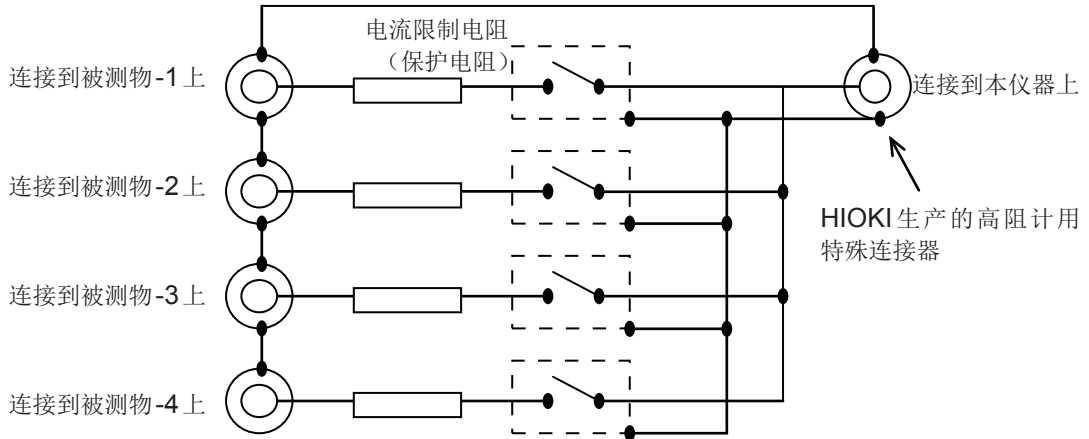 电流限制电阻
（保护电阻）
连接到被测物-1上
连接到本仪器上
连接到被测物-2上
HIOKI生产的高阻计用
特殊连接器
连接到被测物-3上
连接到被测物-4上